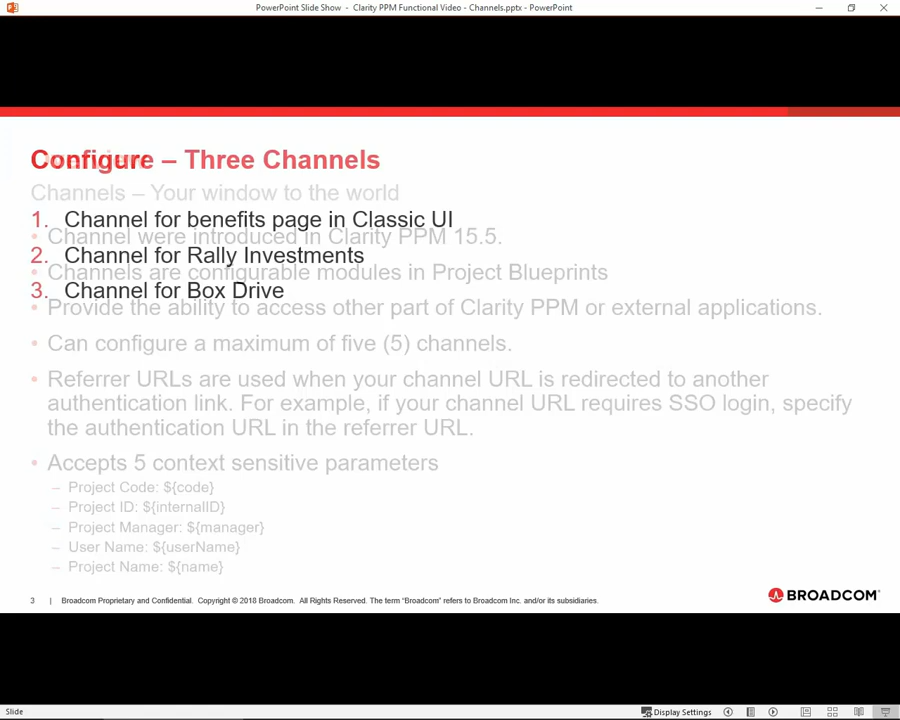 PowerPoint Slide Show - Clarity PPM Functional Video - Channels.pptx - PowerPoint
Configure – Three Channels
Channels – Your window to the world
1. Channel for benefits page in Classic UI
• Channel were introduced in Clarity PPM 15.5.
2. Channel for Rally Investments
• Channels are configurable modules in Project Blueprints
3. Channel for Box Drive
• Provide the ability to access other part of Clarity PPM or external applications.
• Can configure a maximum of five (5) channels.
• Referrer URLs are used when your channel URL is redirected to another
authentication link. For example, if your channel URL requires SSO login, specify
the authentication URL in the referrer URL.
• Accepts 5 context sensitive parameters
– Project Code: ${code}
– Project ID: ${internalID}
– Project Manager: ${manager}
– User Name: ${userName}
– Project Name: ${name}
3 | Broadcom Proprietary and Confidential. Copyright © 2018 Broadcom. All Rights Reserved. The term “Broadcom” refers to Broadcom Inc. and/or its subsidiaries.
BROADCOM®
Slide
Display Settings